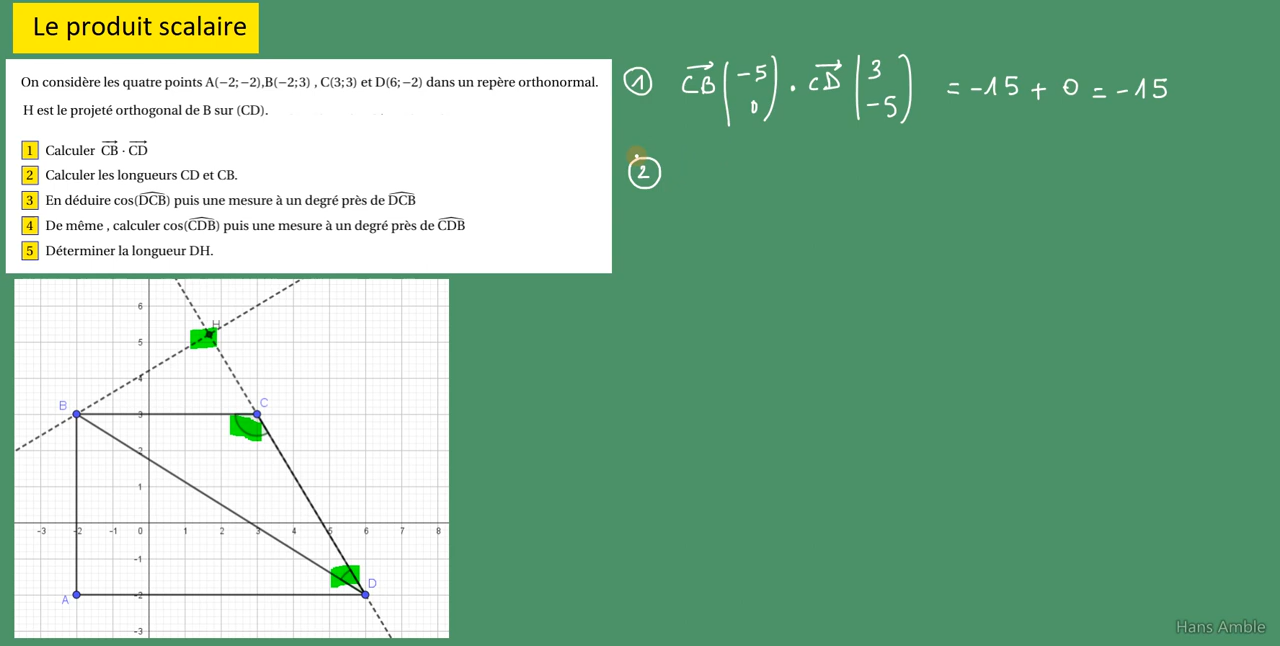 Le produit scalaire
On considère les quatre points A(−2;−2),B(−2;3) , C(3;3) et D(6;−2) dans un repère orthonormal.
H est le projeté orthogonal de B sur (CD).
1 Calculer CB · CD
2 Calculer les longueurs CD et CB.
3 En déduire cos(DCB) puis une mesure à un degré près de DCB
4 De même , calculer cos(CDB) puis une mesure à un degré près de CDB
5 Déterminer la longueur DH.
① CB (−5 0) . CD (3 −5) = −15 + 0 = −15
②
6
H
5
4
B
C
3
2
1
-3 -2 -1 0 1 2 3 4 5 6 7 8
-1
D
A
-2
-3
Hans Amble